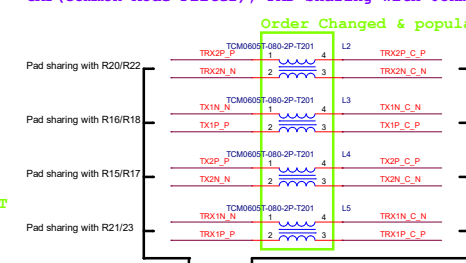 Order Changed & popula
TCM0605T-080-2P-T201 L2
TRX2P_P 1 4 TRX2P_C_P
Pad sharing with R20/R22
TRX2N_N 2 3 TRX2N_C_N
TCM0605T-080-2P-T201 L3
TX1N_N 1 4 TX1N_C_N
Pad sharing with R16/R18
TX1P_P 2 3 TX1P_C_P
TCM0605T-080-2P-T201 L4
TX2P_P 1 4 TX2P_C_P
Pad sharing with R15/R17
TX2N_N 2 3 TX2N_C_N
T
TCM0605T-080-2P-T201 L5
TRX1N_N 1 4 TRX1N_C_N
Pad sharing with R21/23
TRX1P_P 2 3 TRX1P_C_P